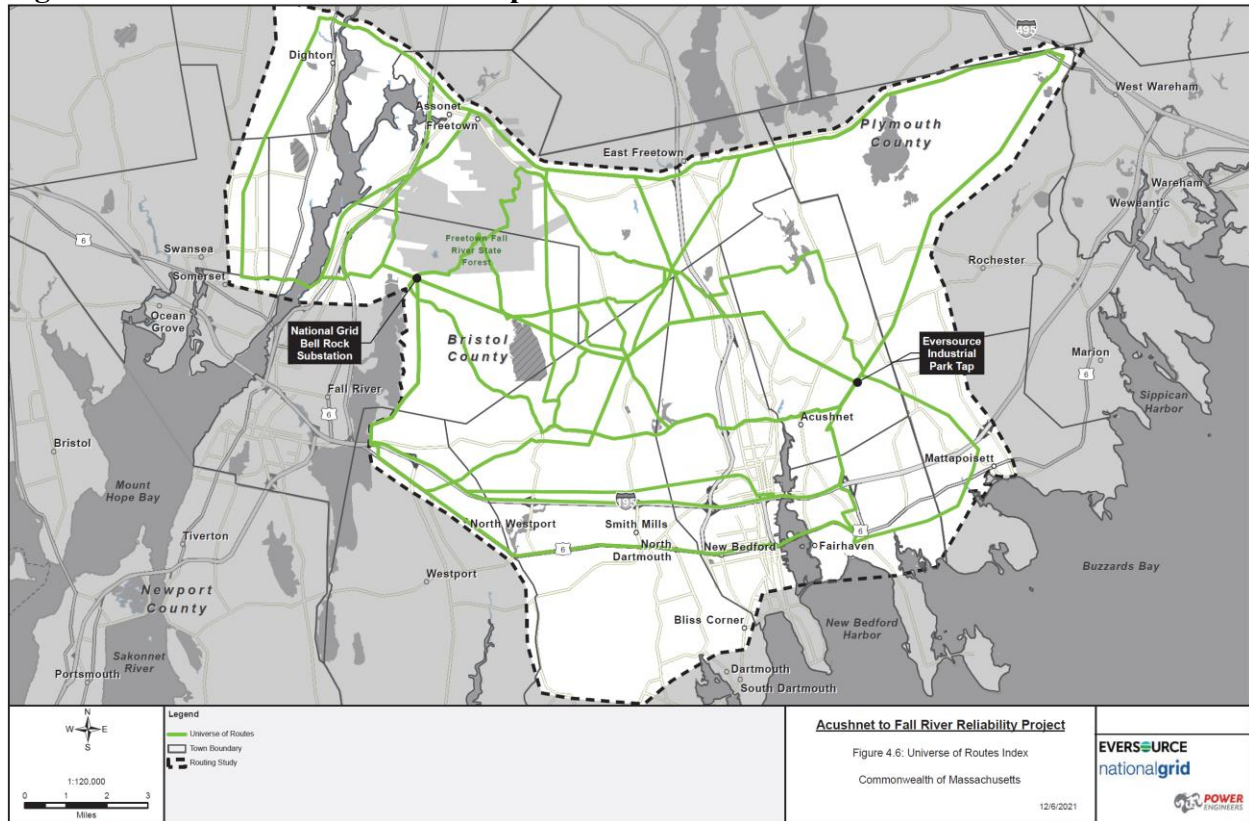 495
Dighton
West Wareham
Assonet
Freetown
Plymouth
County
East Freetown
Wareham
Weweantic
6
Swansea
Freetown Fall
River State
Forest
Rochester
Somerset
Ocean
Grove
National Grid
Bell Rock
Substation
Bristol
County
Eversource
Industrial
Park Tap
Marion
6
Sippican
Harbor
Fall River
6
Acushnet
Bristol
Mattapoisett
Mount
Hope Bay
195
North Westport
Smith Mills
6
Tiverton
6
North
Dartmouth
New Bedford
Fairhaven
Buzzards Bay
Westport
Newport
County
Bliss Corner
New Bedford
Harbor
Sakonnet
River
Dartmouth
Portsmouth
South Dartmouth
N
W E
S
1:120,000
0 1 2 3
Miles
Legend
Universe of Routes
Town Boundary
Routing Study
Acushnet to Fall River Reliability Project
Figure 4.6: Universe of Routes Index
Commonwealth of Massachusetts
12/6/2021
EVERSOURCE
nationalgrid
POWER
ENGINEERS